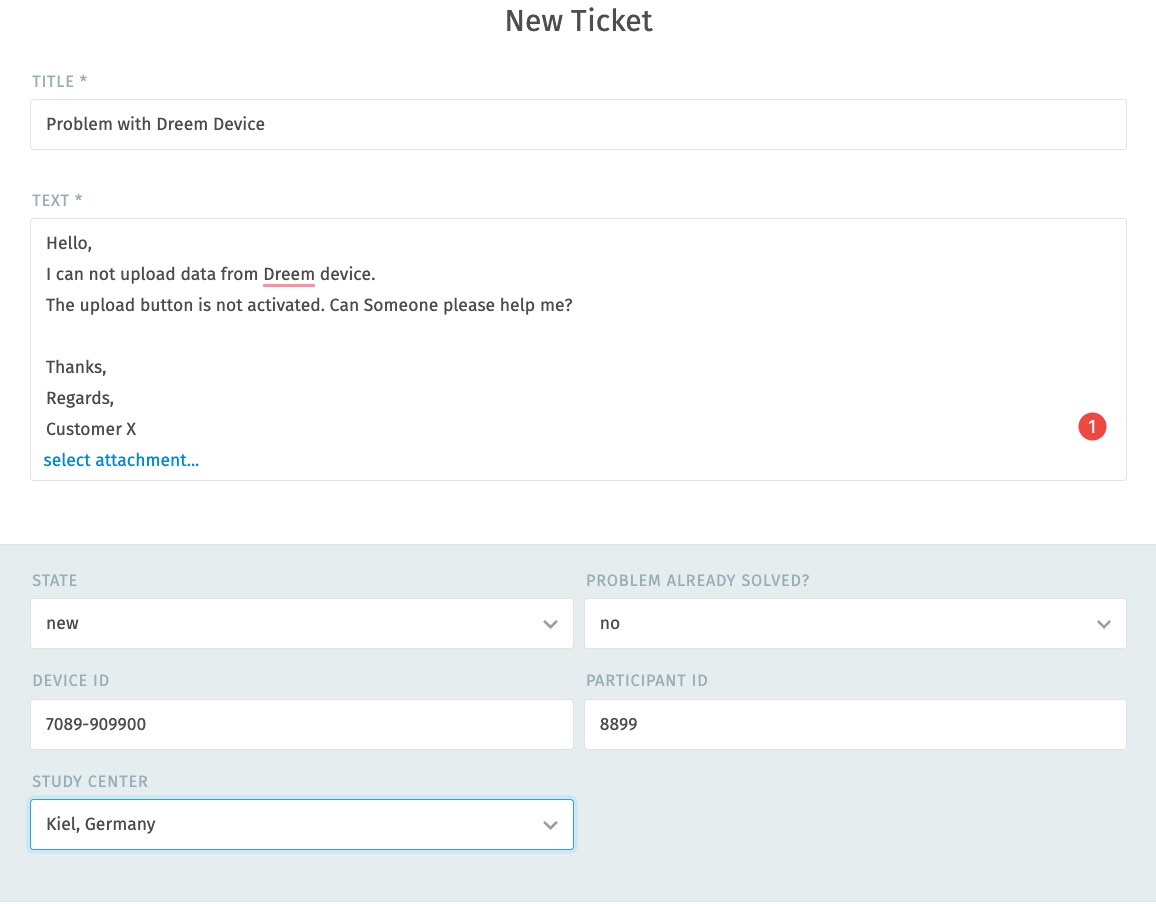 New Ticket
TITLE *
Problem with Dreem Device
TEXT *
Hello,
I can not upload data from Dreem device.
The upload button is not activated. Can Someone please help me?
Thanks,
Regards,
Customer X
1
select attachment...
STATE
PROBLEM ALREADY SOLVED?
new
no
DEVICE ID
PARTICIPANT ID
7089-909900
8899
STUDY CENTER
Kiel, Germany